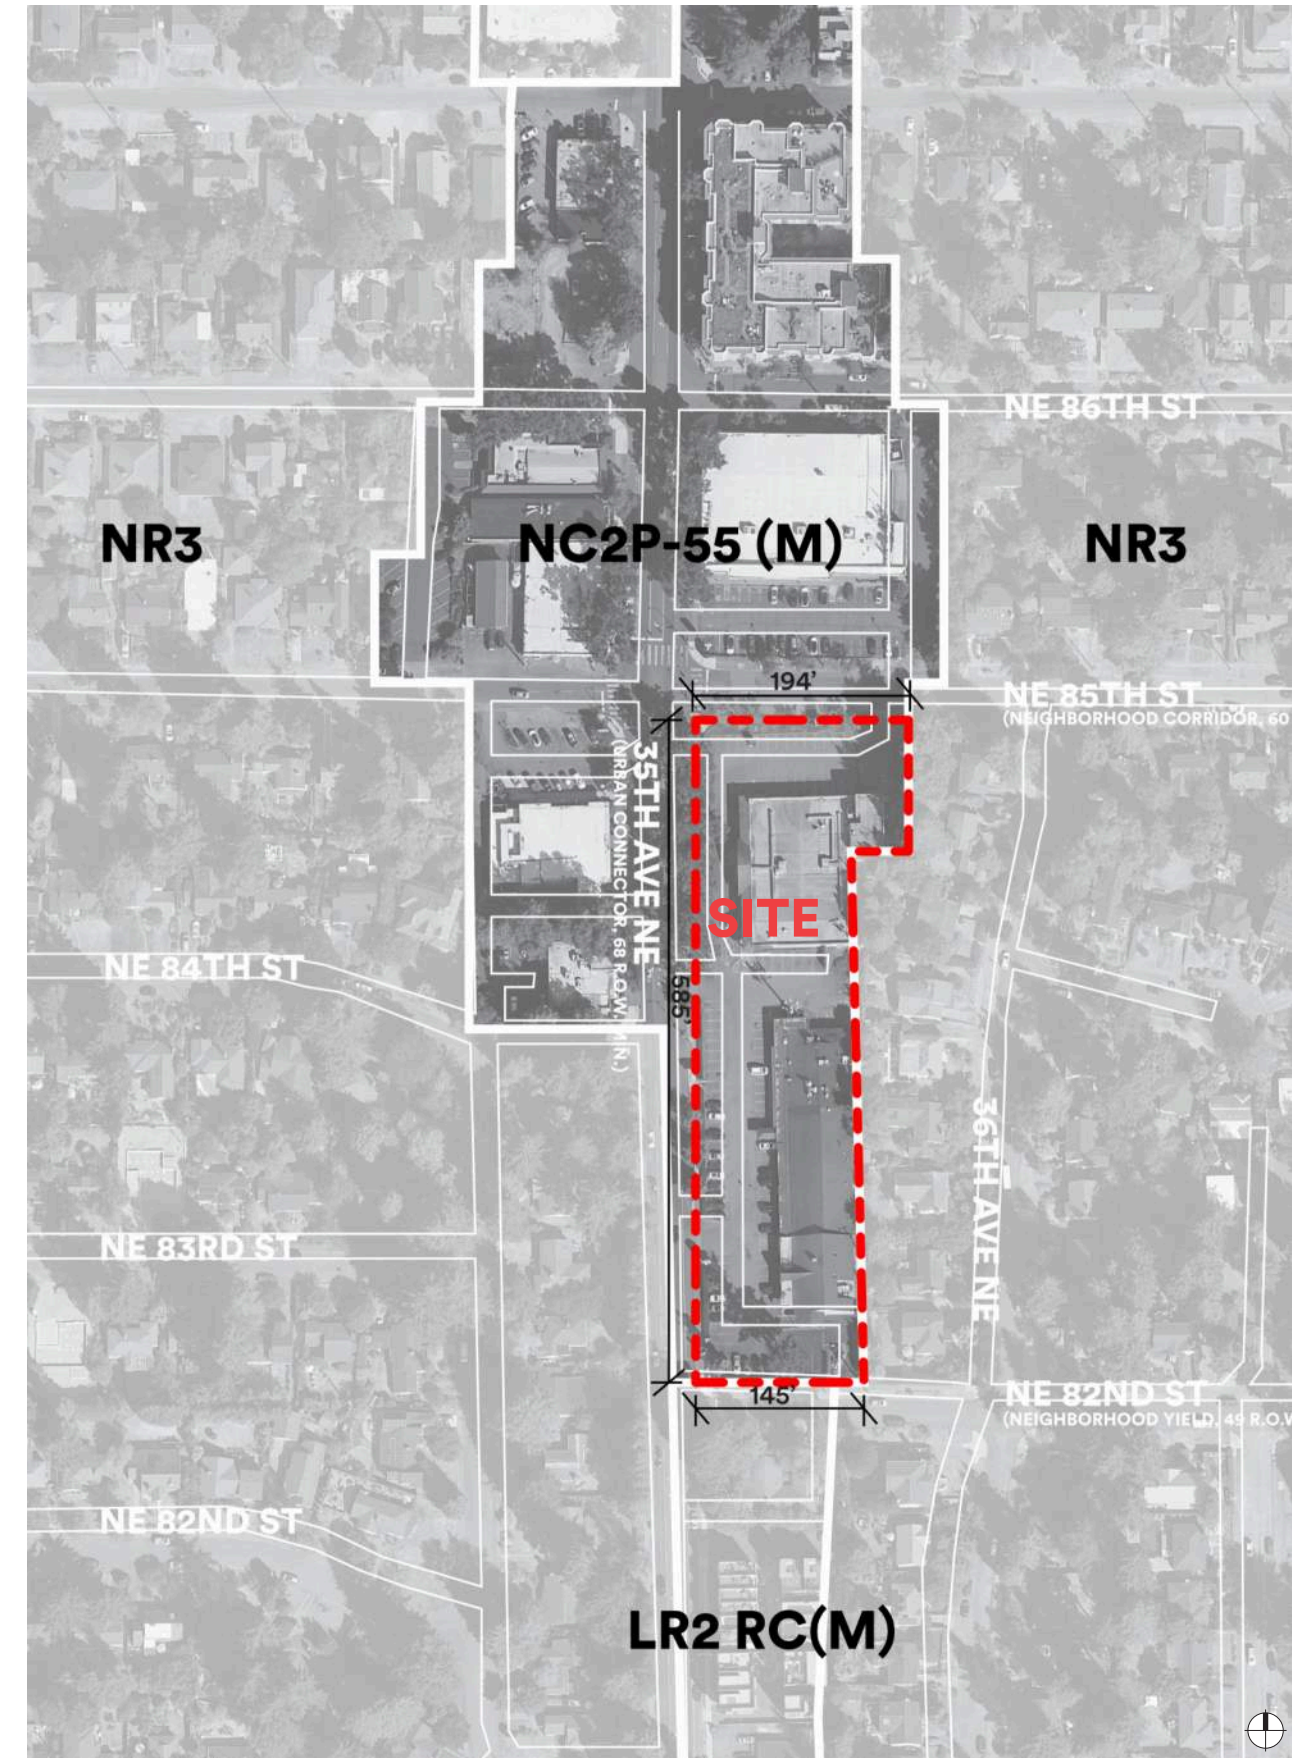 NE 86TH ST
NR3
NC2P-55 (M)
NR3
194'
NE 85TH ST
(NEIGHBORHOOD CORRIDOR, 60
35TH AVE NE
(URBAN CONNECTOR, 68 R.O.W. MIN.)
SITE
NE 84TH ST
585'
36TH AVE NE
NE 83RD ST
145'
NE 82ND ST
(NEIGHBORHOOD YIELD, 49 R.O.W
NE 82ND ST
LR2 RC(M)